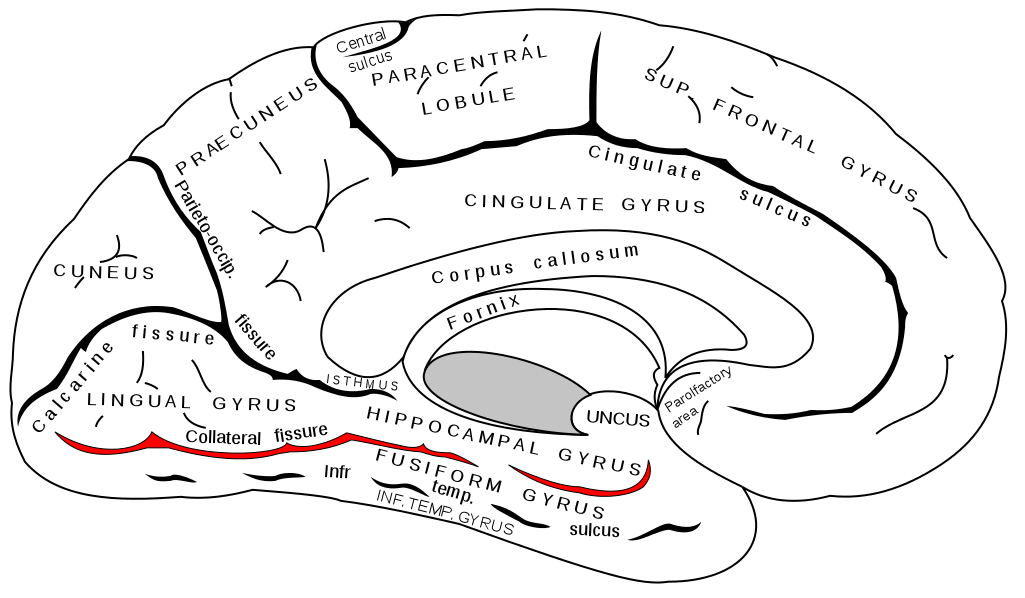 Central
sulcus
PARACENTRAL
LOBULE
SUP. FRONTAL GYRUS
PRAECUNEUS
Cingulate sulcus
CINGULATE GYRUS
Parieto-occip.
fissure
CUNEUS
Corpus callosum
Fornix
Calcarine fissure
ISTHMUS
Parolfactory
area
UNCUS
LINGUAL GYRUS
HIPPOCAMPAL GYRUS
Collateral fissure
FUSIFORM GYRUS
Infr temp. sulcus
INF. TEMP. GYRUS